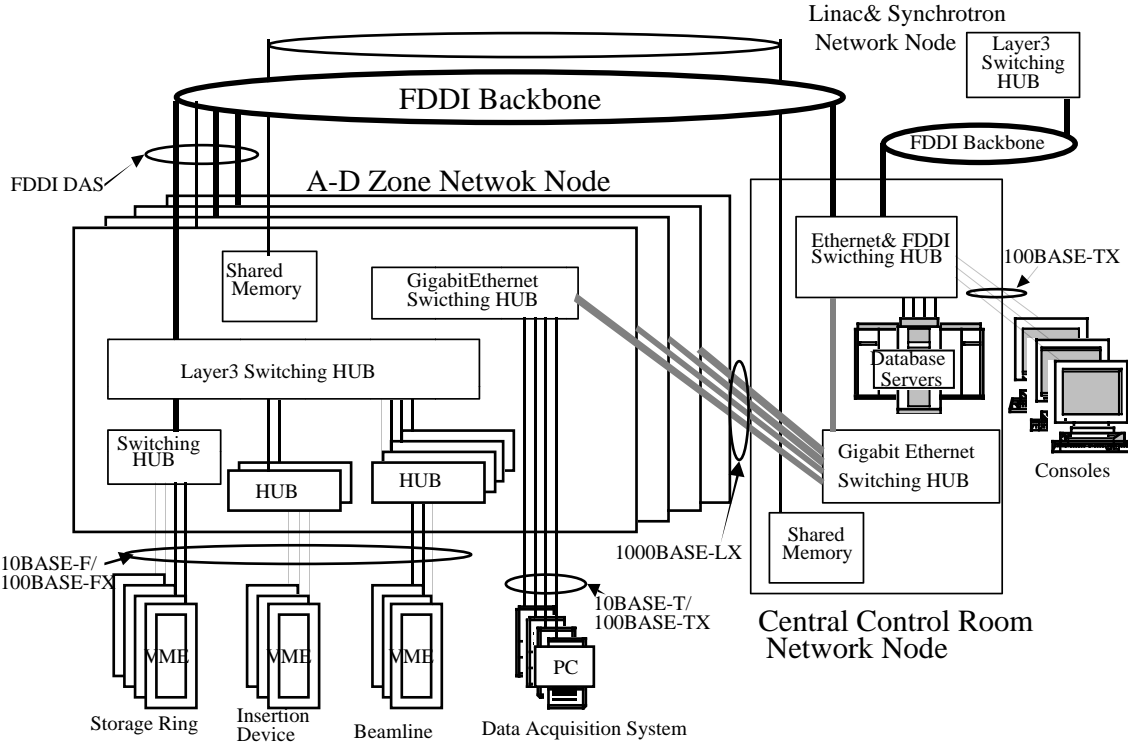 Linac& Synchrotron
Network Node
Layer3
Switching
HUB
FDDI Backbone
FDDI Backbone
FDDI DAS
A-D Zone Netwok Node
Ethernet& FDDI
Swicthing HUB
100BASE-TX
Shared
Memory
GigabitEthernet
Swicthing HUB
Layer3 Switching HUB
Database
Servers
Switching
HUB
HUB
HUB
Gigabit Ethernet
Switching HUB
Consoles
Shared
Memory
1000BASE-LX
10BASE-F/
100BASE-FX
10BASE-T/
100BASE-TX
Central Control Room
Network Node
VME
VME
VME
PC
Storage Ring
Insertion
Device
Beamline
Data Acquisition System